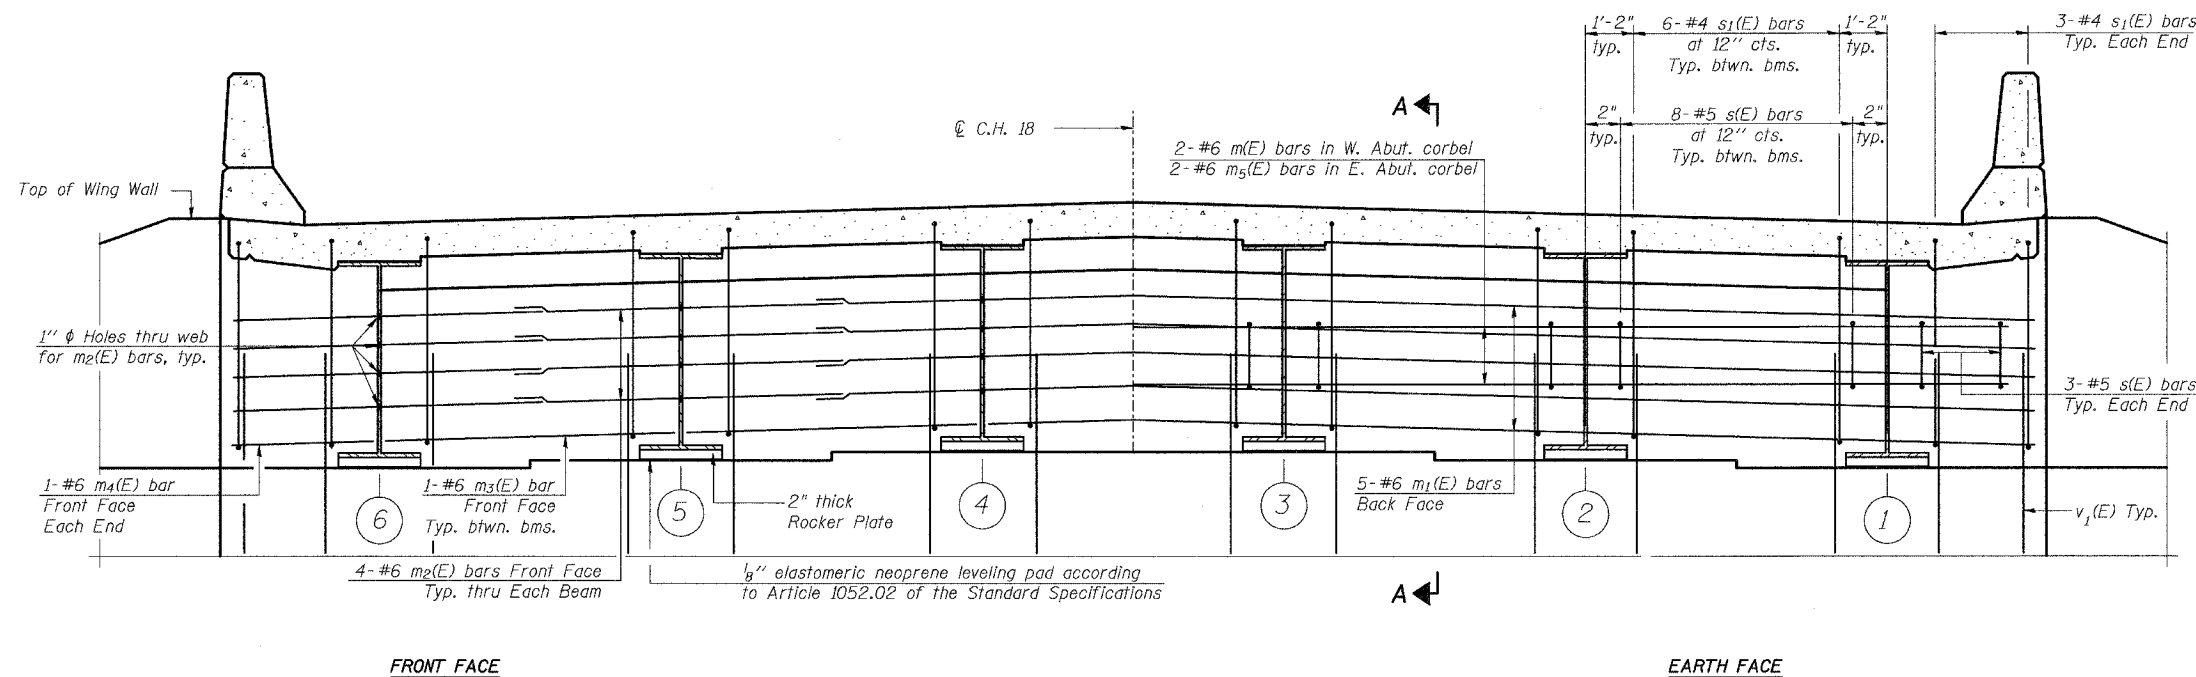 1'-2"
typ.
6-#4 s1(E) bars
at 12" cts.
Typ. btwn. bms.
1'-2"
typ.
3-#4 s1(E) bars
Typ. Each End
A
℄ C.H. 18
2"
typ.
8-#5 s(E) bars
at 12" cts.
Typ. btwn. bms.
2"
typ.
2-#6 m(E) bars in W. Abut. corbel
2-#6 m5(E) bars in E. Abut. corbel
Top of Wing Wall
1" ϕ Holes thru web
for m2(E) bars, typ.
3-#5 s(E) bars
Typ. Each End
1-#6 m4(E) bar
Front Face
Each End
1-#6 m3(E) bar
Front Face
Typ. btwn. bms.
2" thick
Rocker Plate
5-#6 m1(E) bars
Back Face
v1(E) Typ.
6
5
4
3
2
1
4-#6 m2(E) bars Front Face
Typ. thru Each Beam
1/8" elastomeric neoprene leveling pad according
to Article 1052.02 of the Standard Specifications
A
FRONT FACE
EARTH FACE